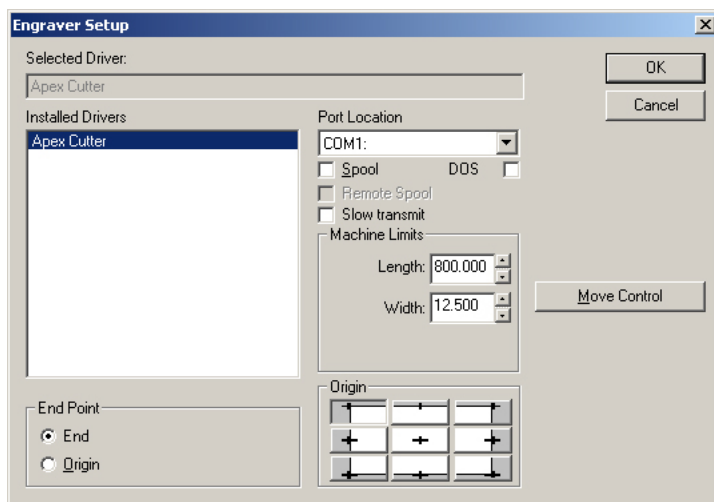 Engraver Setup
Selected Driver:
Apex Cutter
OK
Cancel
Installed Drivers
Apex Cutter
Port Location
COM1:
Spool DOS
Remote Spool
Slow transmit
Machine Limits
Length: 800.000
Width: 12.500
Move Control
End Point
End
Origin
Origin